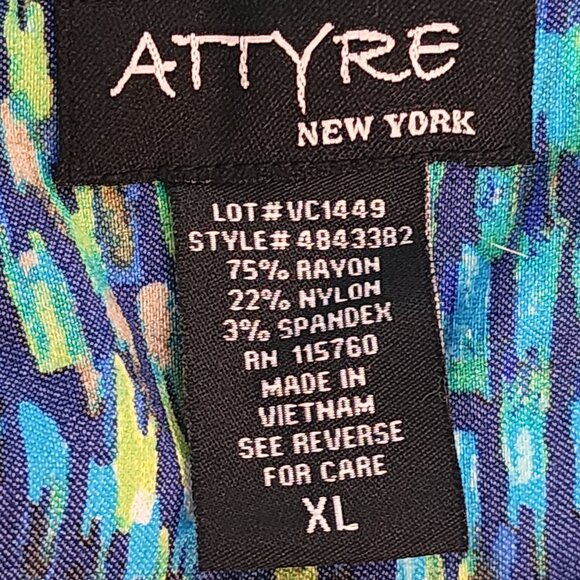 ATTYRE
NEW YORK
LOT# VC1449
STYLE# 4843382
75% RAYON
22% NYLON
3% SPANDEX
RN 115760
MADE IN
VIETNAM
SEE REVERSE
FOR CARE
XL